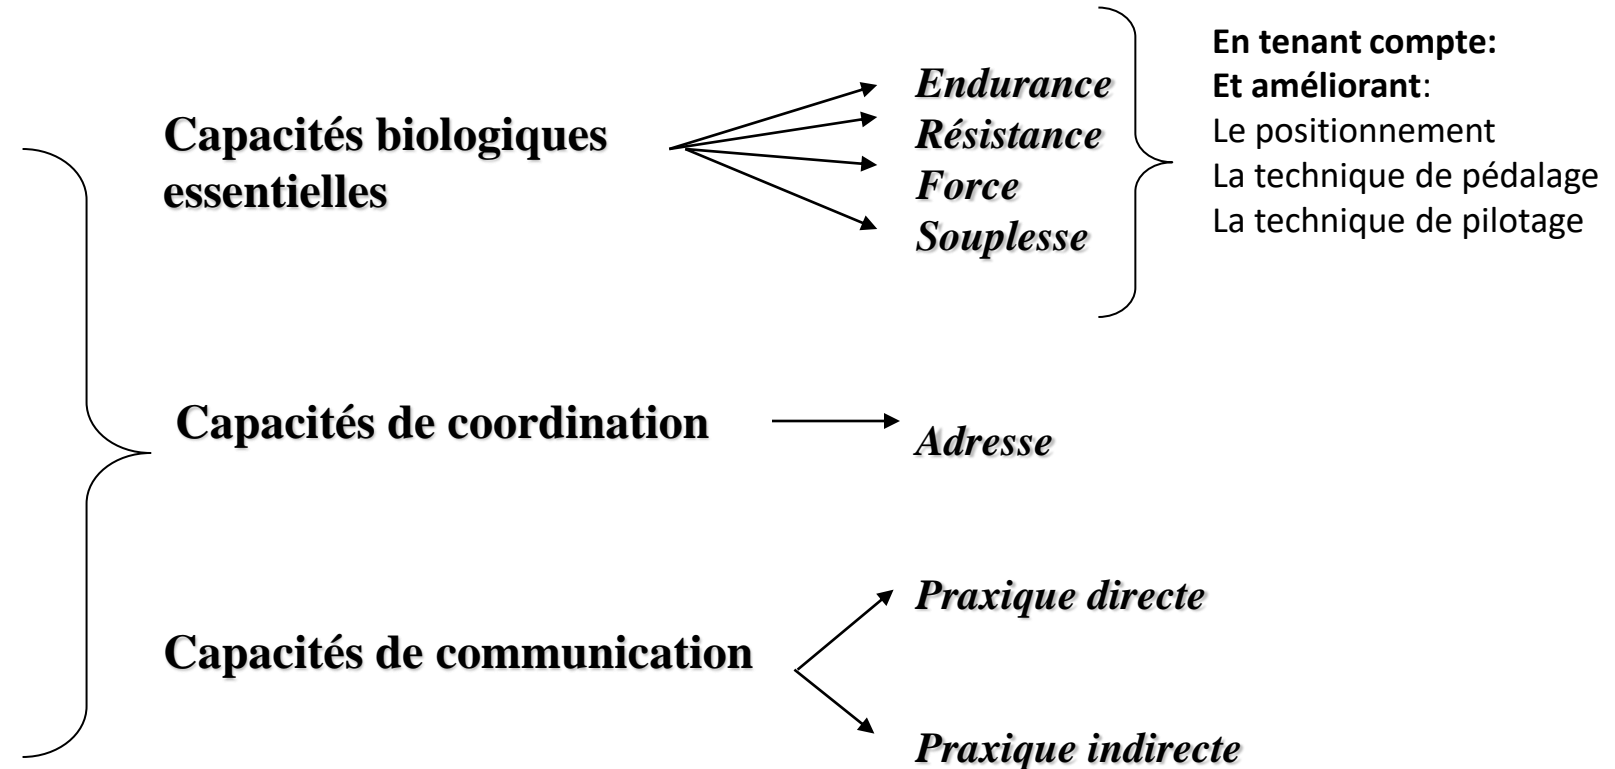 Capacités biologiques
essentielles
Endurance
Résistance
Force
Souplesse
En tenant compte:
Et améliorant:
Le positionnement
La technique de pédalage
La technique de pilotage
Capacités de coordination
Adresse
Capacités de communication
Praxique directe
Praxique indirecte